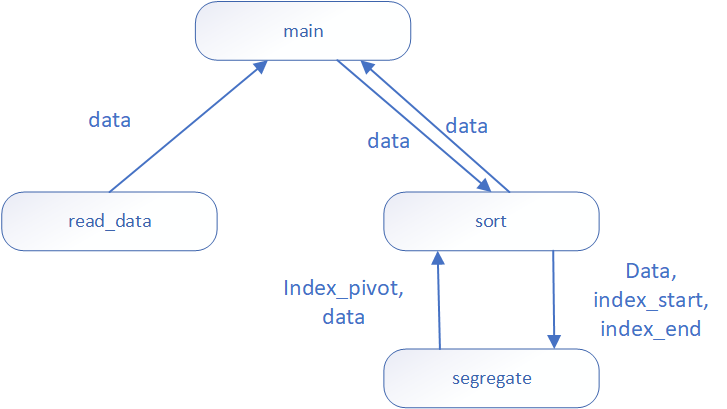 main
data
data
data
read_data
sort
Index_pivot,
data
Data,
index_start,
index_end
segregate